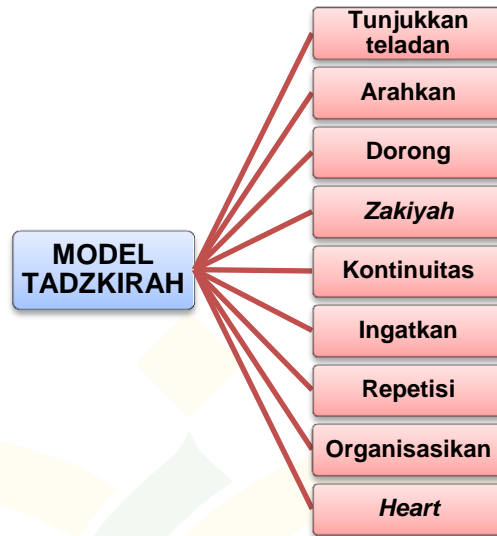 Tunjukkan
teladan
Arahkan
Dorong
Zakiyah
MODEL
TADZKIRAH
Kontinuitas
Ingatkan
Repetisi
Organisasikan
Heart